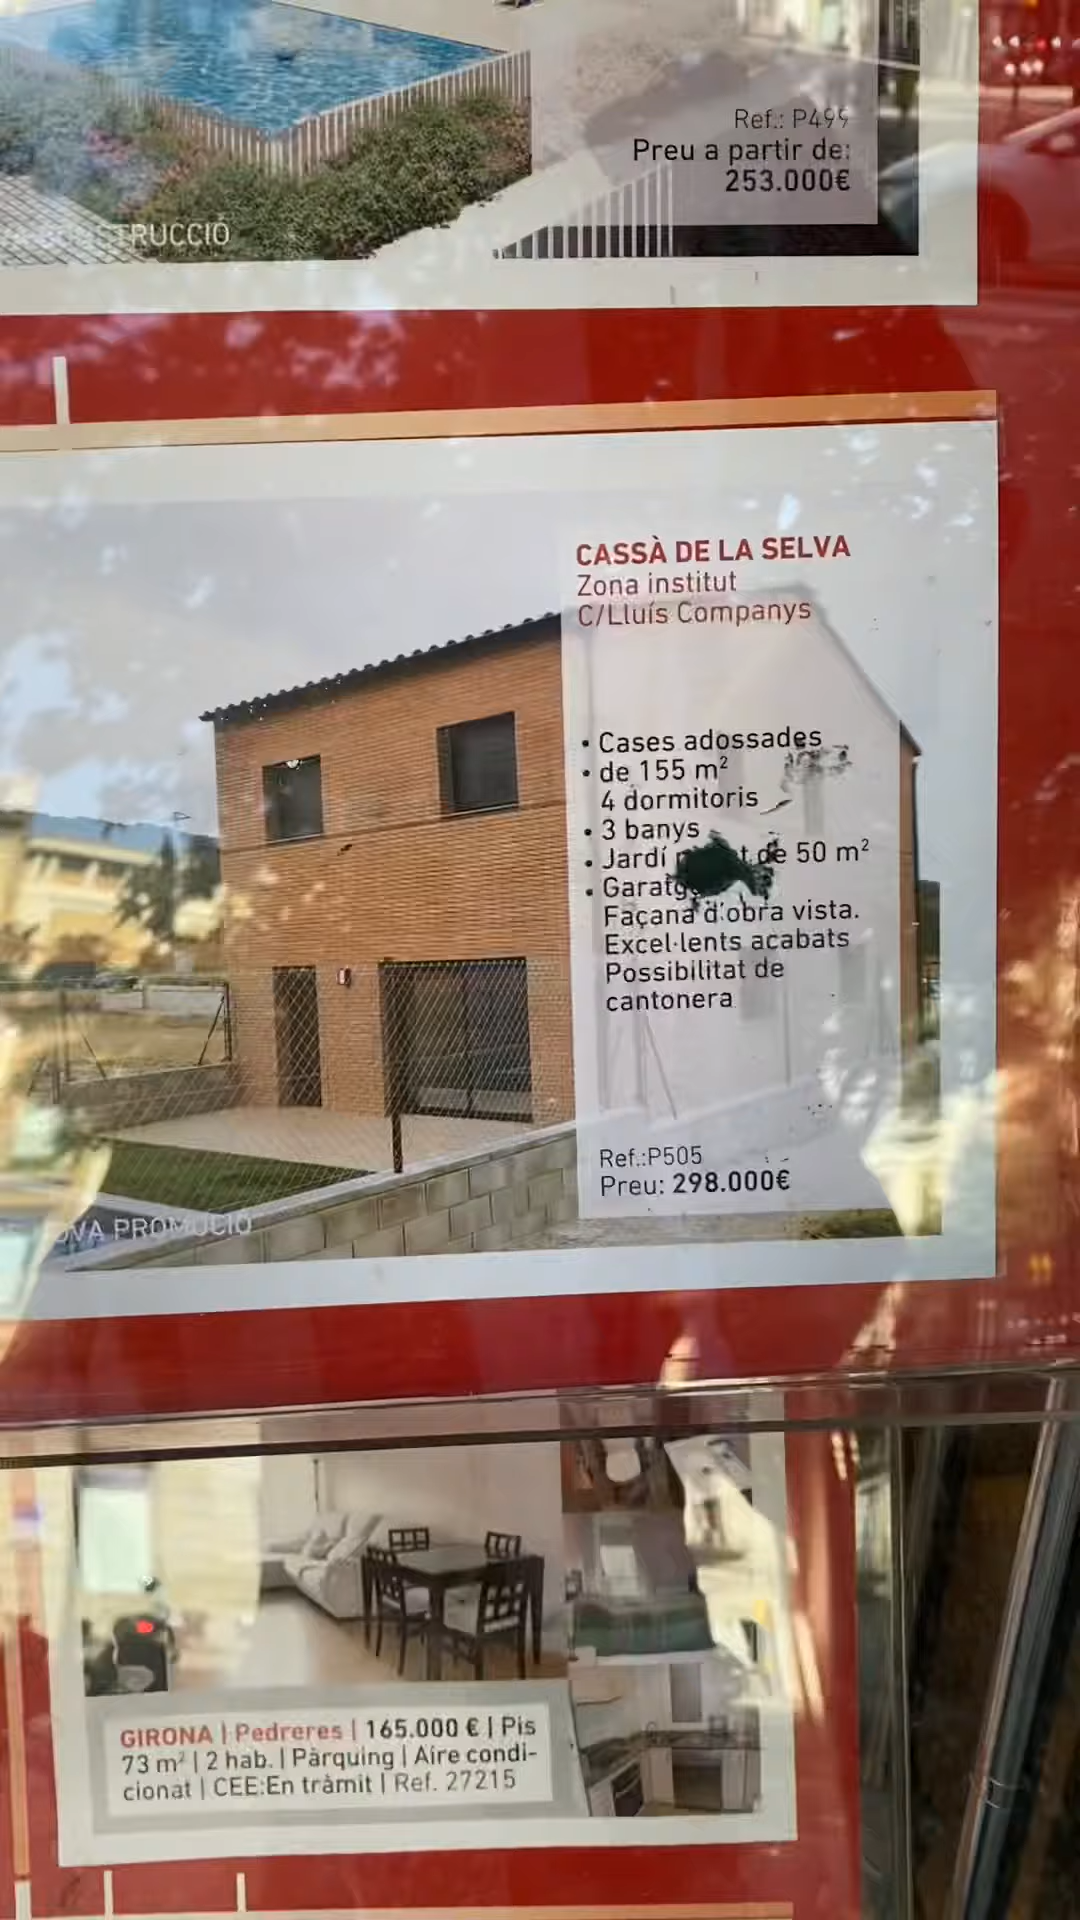 Ref.: P499
Preu a partir de:
253.000€
TRUCCIÓ
CASSÀ DE LA SELVA
Zona institut
C/Lluís Companys
• Cases adossades
• de 155 m²
4 dormitoris
• 3 banys
• Jardí de 50 m²
•
Façana d'obra vista.
Excel·lents acabats
Possibilitat de
cantonera
Ref.:P505
Preu: 298.000€
PROMOCIÓ
GIRONA | Pedreres | 165.000 € | Pis
73 m² | 2 hab. | Pàrquing | Aire condi-
cionat | CEE:En tràmit | Ref. 27215